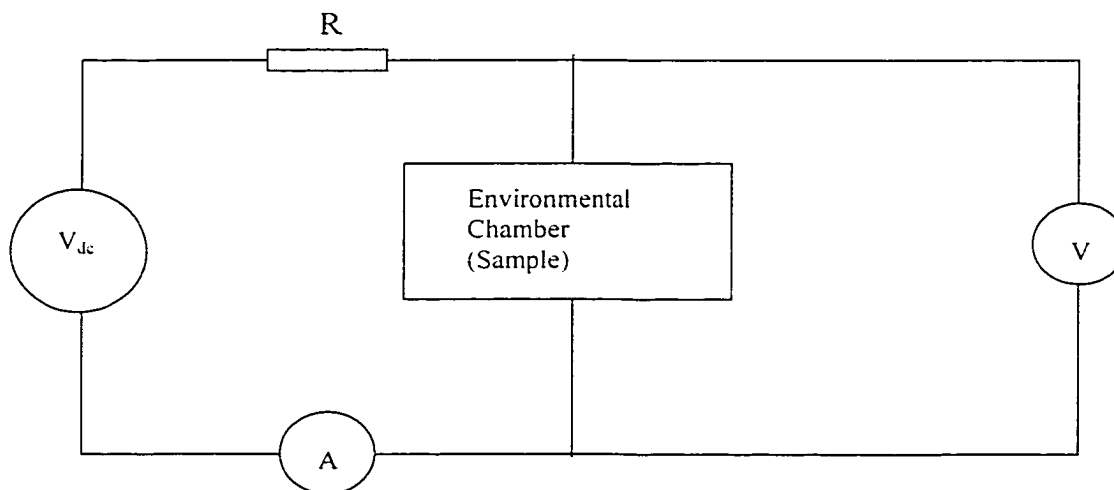 R
Environmental
Chamber
(Sample)
V_dc
V
A